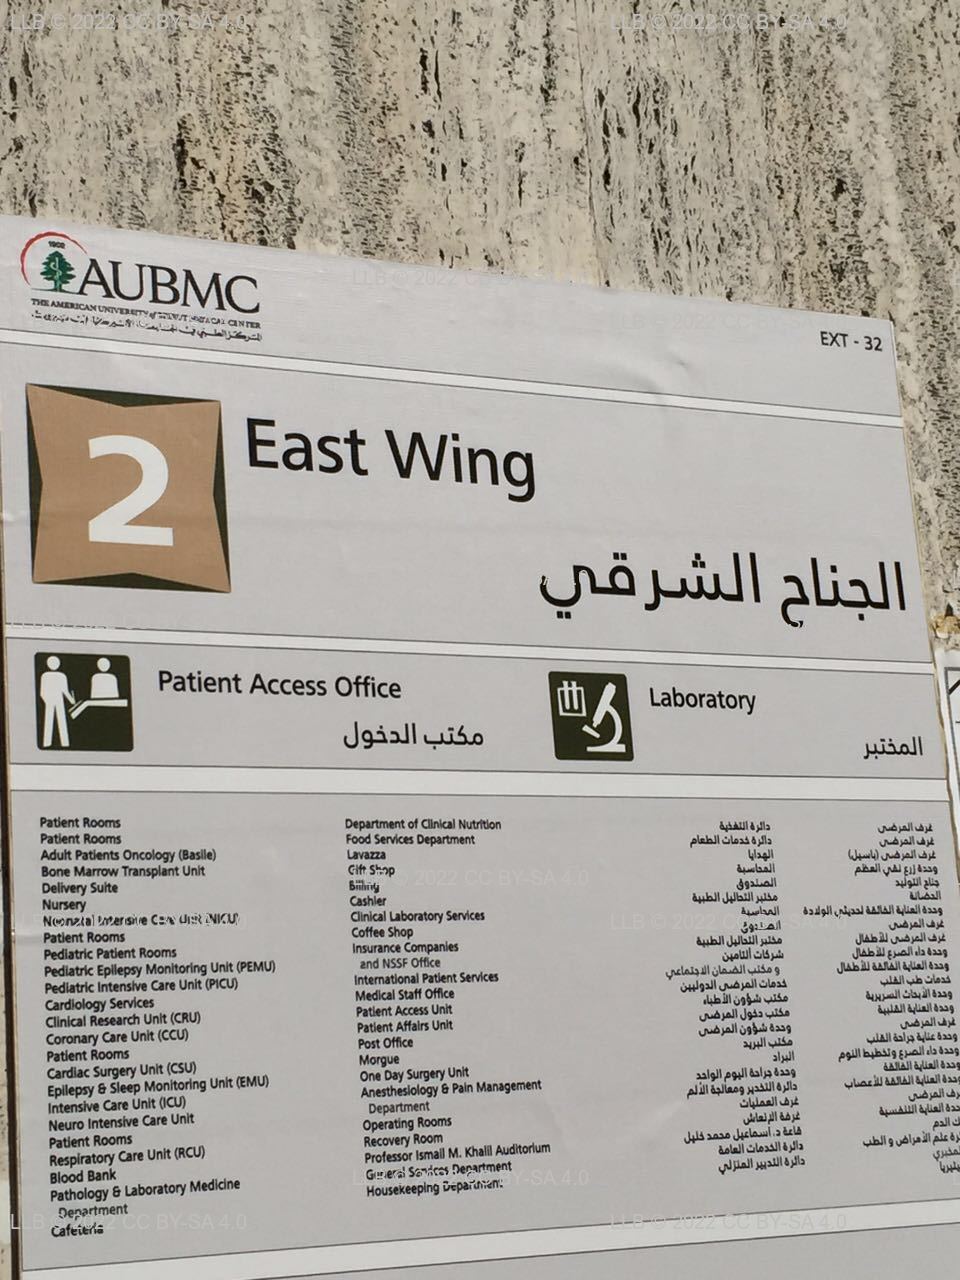 1902
AUBMC
THE AMERICAN UNIVERSITY of BEIRUT MEDICAL CENTER
EXT - 32
2
East Wing
الجناح الشرقي
Patient Access Office
مكتب الدخول
Laboratory
المختبر
Patient Rooms
Patient Rooms
Adult Patients Oncology (Basile)
Bone Marrow Transplant Unit
Delivery Suite
Nursery
Neonatal Intensive Care Unit (NICU)
Patient Rooms
Pediatric Patient Rooms
Pediatric Epilepsy Monitoring Unit (PEMU)
Pediatric Intensive Care Unit (PICU)
Cardiology Services
Clinical Research Unit (CRU)
Coronary Care Unit (CCU)
Patient Rooms
Cardiac Surgery Unit (CSU)
Epilepsy & Sleep Monitoring Unit (EMU)
Intensive Care Unit (ICU)
Neuro Intensive Care Unit
Patient Rooms
Respiratory Care Unit (RCU)
Blood Bank
Pathology & Laboratory Medicine
Department
Cafeteria
Department of Clinical Nutrition
Food Services Department
Lavazza
Gift Shop
Billing
Cashier
Clinical Laboratory Services
Coffee Shop
Insurance Companies
and NSSF Office
International Patient Services
Medical Staff Office
Patient Access Unit
Patient Affairs Unit
Post Office
Morgue
One Day Surgery Unit
Anesthesiology & Pain Management
Department
Operating Rooms
Recovery Room
Professor Ismail M. Khalil Auditorium
General Services Department
Housekeeping Department
غرف المرضى
غرف المرضى
غرف المرضى (باسيل)
وحدة زرع نقي العظم
جناح التوليد
الحضانة
وحدة العناية الفائقة لحديثي الولادة
غرف المرضى
غرف المرضى للأطفال
وحدة داء الصرع للأطفال
وحدة العناية الفائقة للأطفال
خدمات طب القلب
وحدة الأبحاث السريرية
وحدة العناية القلبية
غرف المرضى
وحدة عناية جراحة القلب
وحدة داء الصرع وتخطيط النوم
وحدة العناية الفائقة
وحدة العناية الفائقة للأعصاب
المرضى
العناية التنفسية
الدم
علم الأمراض و الطب
دائرة التغذية
دائرة خدمات الطعام
الهدايا
المحاسبة
الصندوق
مختبر التحاليل الطبية
المحاسبة
الصندوق
مختبر التحاليل الطبية
شركات التأمين
و مكتب الضمان الاجتماعي
خدمات المرضى الدوليين
مكتب شؤون الأطباء
مكتب دخول المرضى
وحدة شؤون المرضى
مكتب البريد
البراد
وحدة جراحة اليوم الواحد
دائرة التخدير ومعالجة الألم
غرف العمليات
غرفة الإنعاش
قاعة د. اسماعيل محمد خليل
دائرة الخدمات العامة
دائرة التدبير المنزلي
LLB © 2022 CC BY-SA 4.0